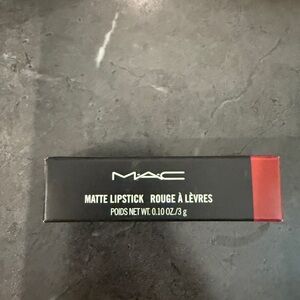 M·A·C
MATTE LIPSTICK ROUGE À LÈVRES
POIDS NET WT. 0.10 OZ./3 g